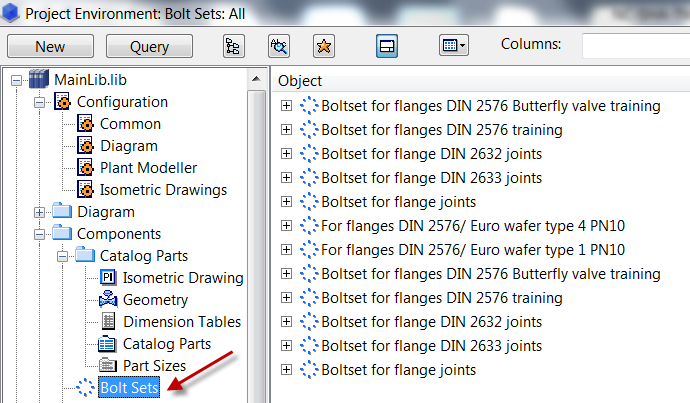 Project Environment: Bolt Sets: All
New
Query
Columns:
MainLib.lib
Configuration
Common
Diagram
Plant Modeller
Isometric Drawings
Diagram
Components
Catalog Parts
Isometric Drawing
Geometry
Dimension Tables
Catalog Parts
Part Sizes
Bolt Sets
Object
Boltset for flanges DIN 2576 Butterfly valve training
Boltset for flanges DIN 2576 training
Boltset for flange DIN 2632 joints
Boltset for flange DIN 2633 joints
Boltset for flange joints
For flanges DIN 2576/ Euro wafer type 4 PN10
For flanges DIN 2576/ Euro wafer type 1 PN10
Boltset for flanges DIN 2576 Butterfly valve training
Boltset for flanges DIN 2576 training
Boltset for flange DIN 2632 joints
Boltset for flange DIN 2633 joints
Boltset for flange joints